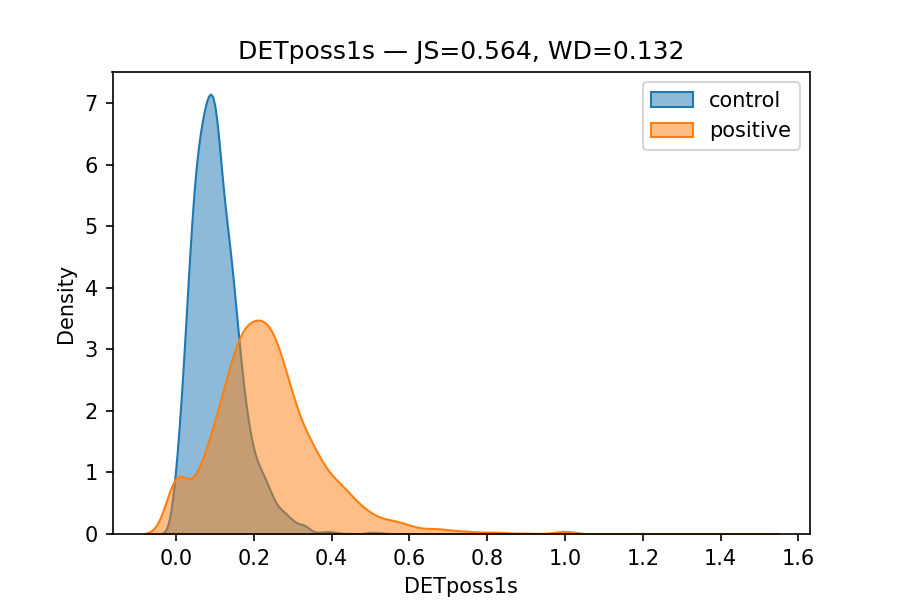 DETposs1s — JS=0.564, WD=0.132
control
positive
Density
7
6
5
4
3
2
1
0
0.0 0.2 0.4 0.6 0.8 1.0 1.2 1.4 1.6
DETposs1s